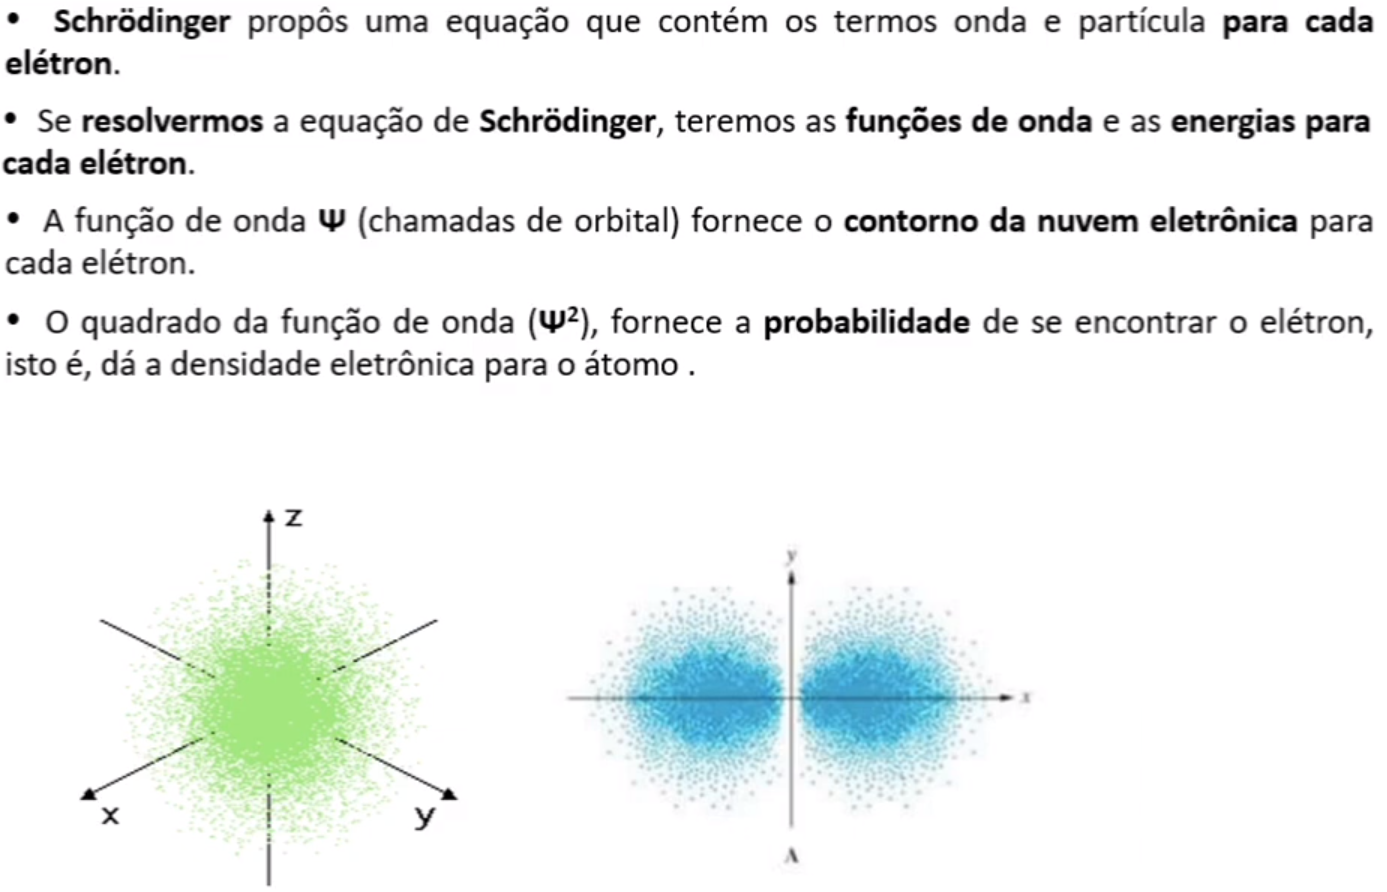 • Schrödinger propôs uma equação que contém os termos onda e partícula para cada
elétron.
• Se resolvermos a equação de Schrödinger, teremos as funções de onda e as energias para
cada elétron.
• A função de onda Ψ (chamadas de orbital) fornece o contorno da nuvem eletrônica para
cada elétron.
• O quadrado da função de onda (Ψ²), fornece a probabilidade de se encontrar o elétron,
isto é, dá a densidade eletrônica para o átomo .
z
y
x
x
y